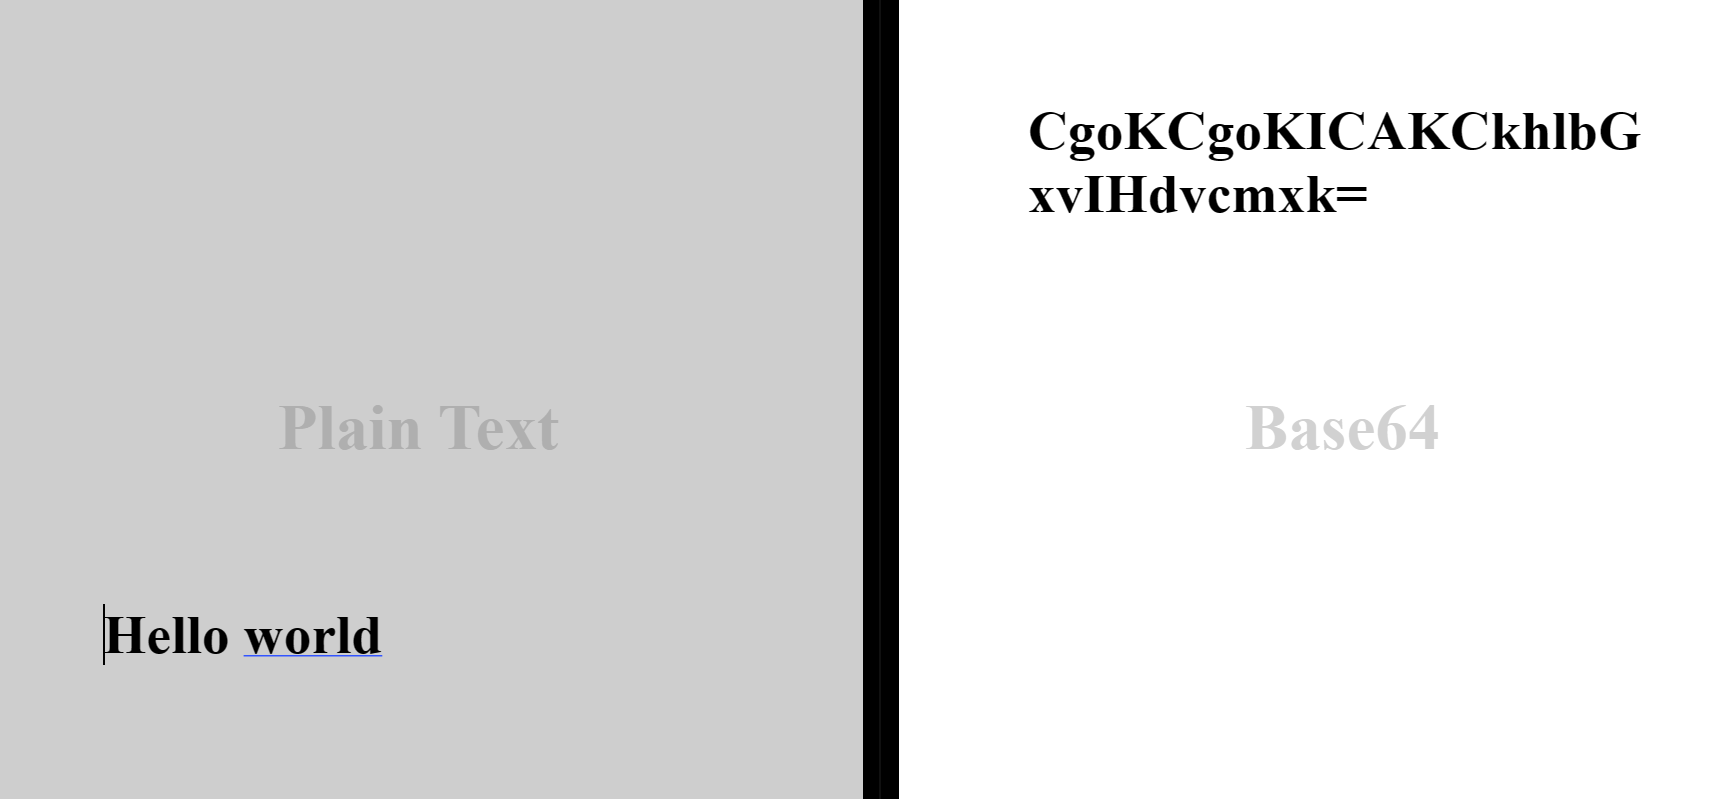 Plain Text
Hello world
CgoKCgoKICAKCkhlbG
xvIHdvcmxk=
Base64